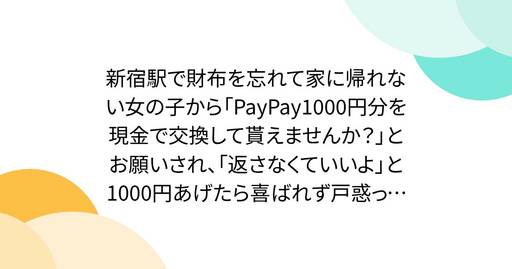 新宿駅で財布を忘れて家に帰れな
い女の子から「PayPay1000円分を
現金で交換して貰えませんか？」と
お願いされ、「返さなくていいよ」と
1000円あげたら喜ばれず戸惑っ…